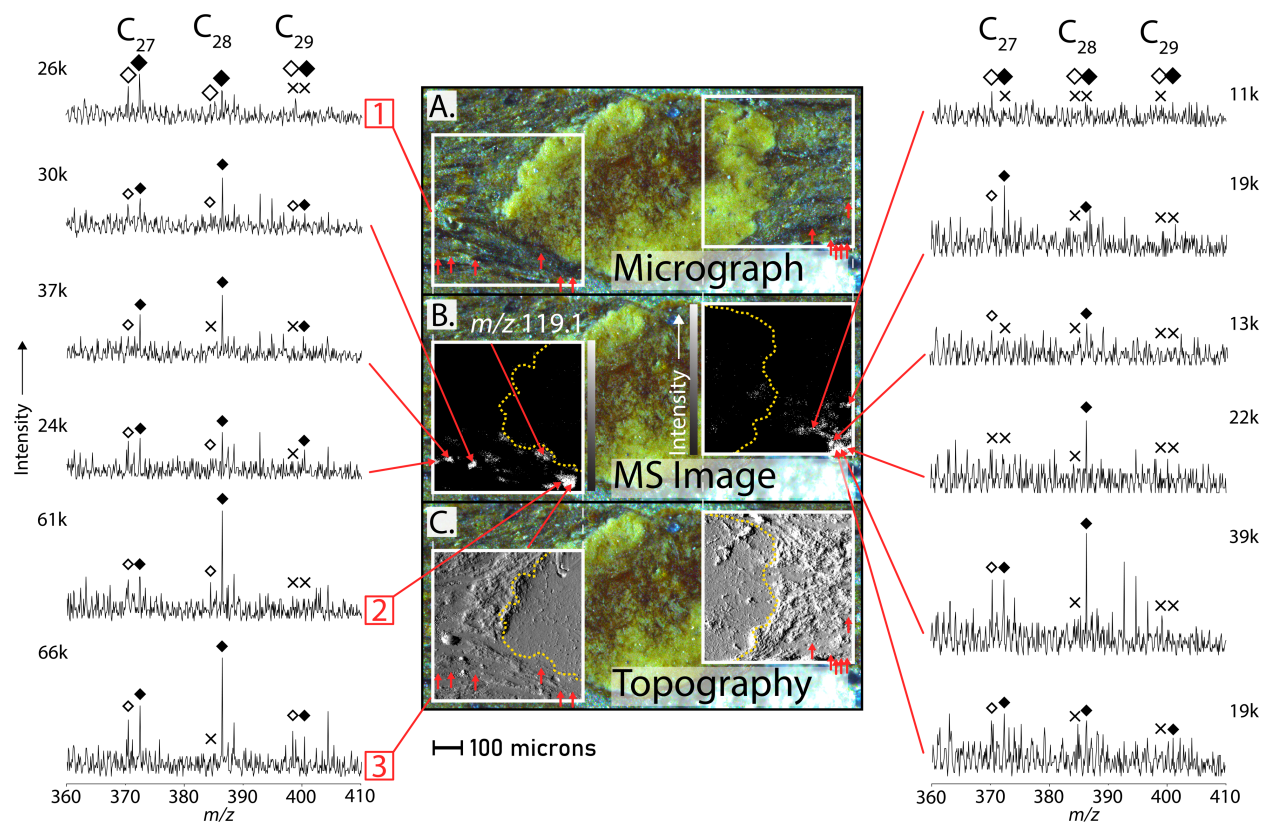 C27
C28
C29
26k
1
30k
37k
24k
61k
2
66k
3
360
370
380
390
400
410
m/z
Intensity
A.
Micrograph
B.
m/z 119.1
Intensity
MS Image
C.
Topography
100 microns
C27
C28
C29
11k
19k
13k
22k
39k
19k
360
370
380
390
400
410
m/z